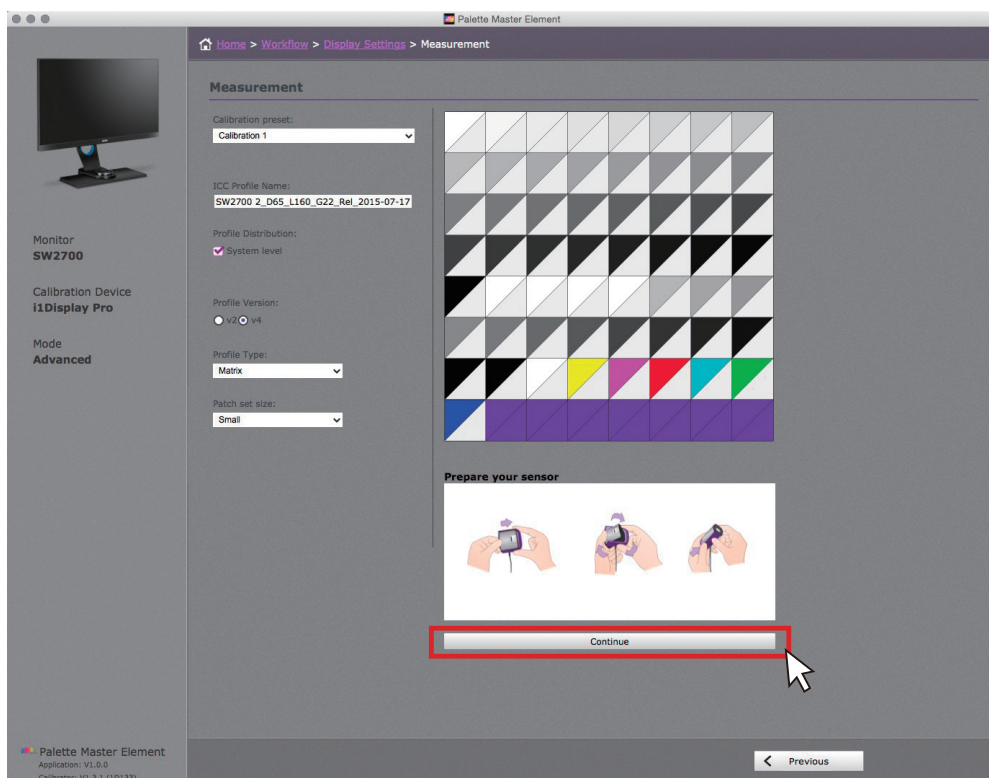 Palette Master Element
Home > Workflow > Display Settings > Measurement
Measurement
Monitor
SW2700
Calibration Device
i1Display Pro
Mode
Advanced
Calibration preset:
Calibration 1
ICC Profile Name:
SW2700 2_D65_L160_G22_Rel_2015-07-17
Profile Distribution:
System level
Profile Version:
v2 v4
Profile Type:
Matrix
Patch set size:
Small
Prepare your sensor
Continue
Palette Master Element
Application: V1.0.0
Previous